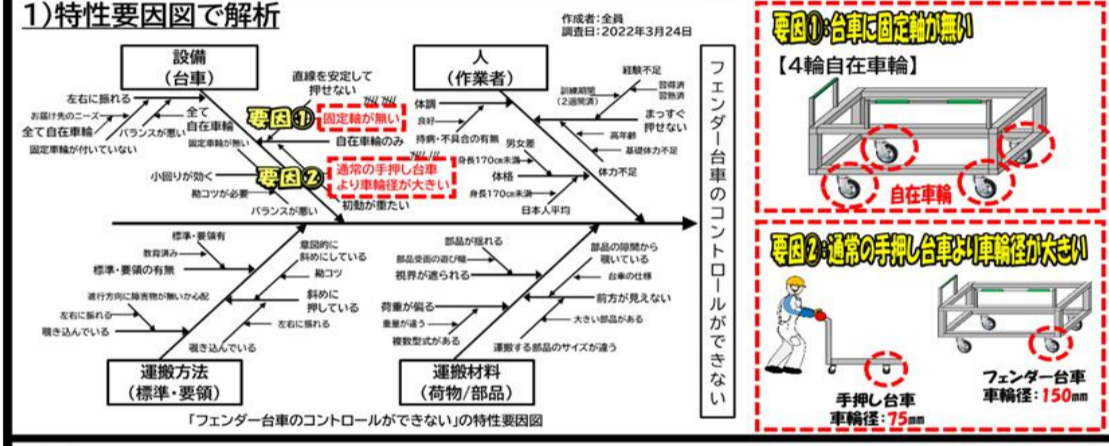 1)特性要因図で解析
作成者:全員
調査日:2022年3月24日
設備
(台車)
人
(作業者)
左右に振れる
お届け先のニーズ
全て自在車輪
固定車輪が付いていない
バランスが悪い
全て
自在車輪
固定車輪が無い
直線を安定して
押せない
要因①
固定軸が無い
自在車輪のみ
小回りが効く
勘コツが必要
バランスが悪い
要因②
通常の手押し台車
より車輪径が大きい
初動が重たい
体調
良好
持病・不具合の有無
男女差
身長170cm未満
体格
身長170cm未満
日本人平均
経験不足
訓練期間
(2週間済)
習得済
習熟済
まっすぐ
押せない
高年齢
基礎体力不足
体力不足
フェンダー台車のコントロールができない
標準・要領有
教育済み
標準・要領の有無
進行方向に障害物が無いか心配
左右に振れる
覗き込んでいる
意図的に
斜めにしている
勘コツ
斜めに
押している
左右に振れる
覗き込んでいる
運搬方法
(標準・要領)
部品が揺れる
部品受面の遊び幅
視界が遮られる
荷重が偏る
重量が違う
複数型式がある
部品の隙間から
覗いている
台車の仕様
前方が見えない
大きい部品がある
運搬する部品のサイズが違う
運搬材料
(荷物/部品)
「フェンダー台車のコントロールができない」の特性要因図
要因①:台車に固定軸が無い
【4輪自在車輪】
自在車輪
要因②:通常の手押し台車より車輪径が大きい
手押し台車
車輪径:75mm
フェンダー台車
車輪径:150mm